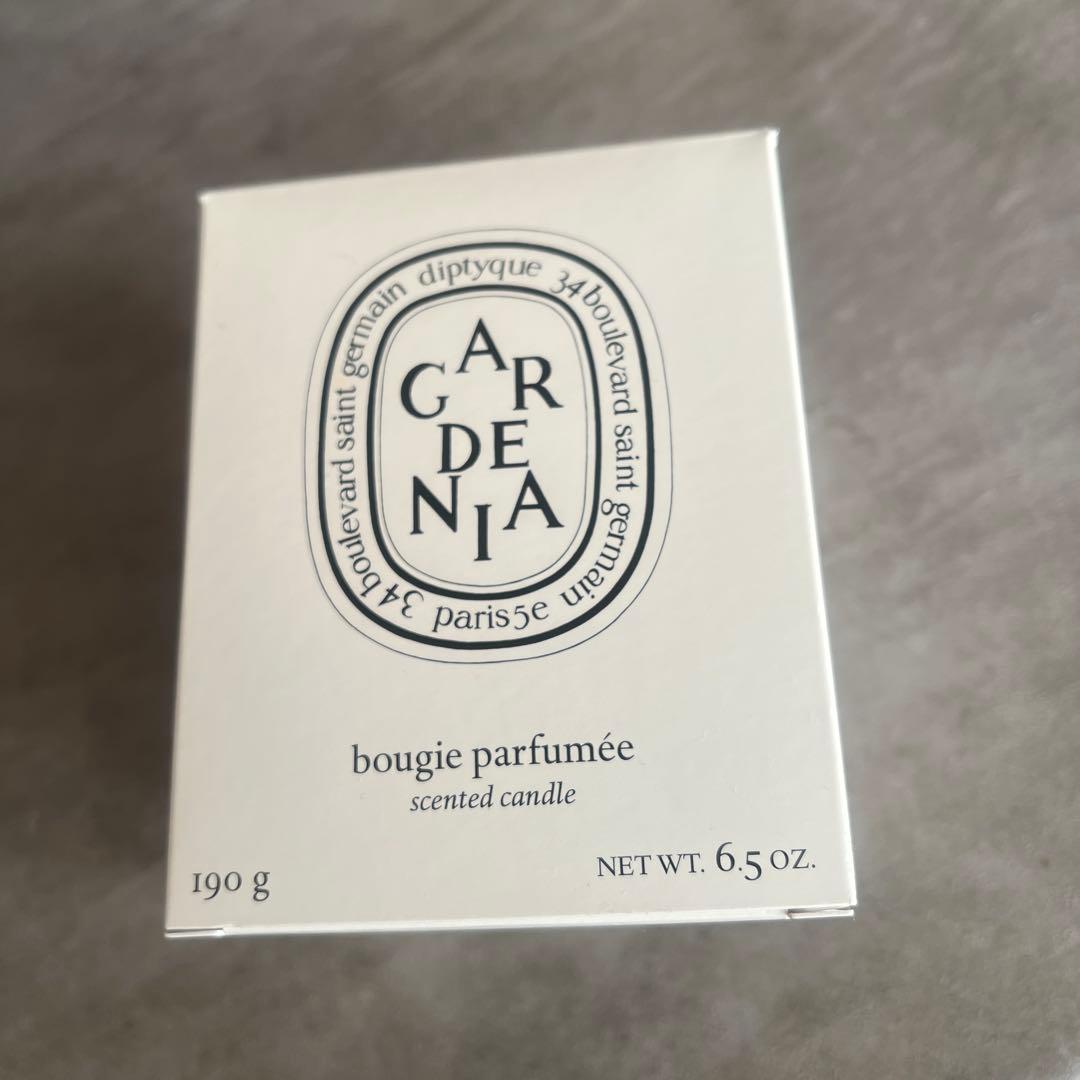 diptyque 34 boulevard saint germain paris 5e 34 boulevard saint germain
GARDENIA
bougie parfumée
scented candle
190 g
NET WT. 6.5 OZ.